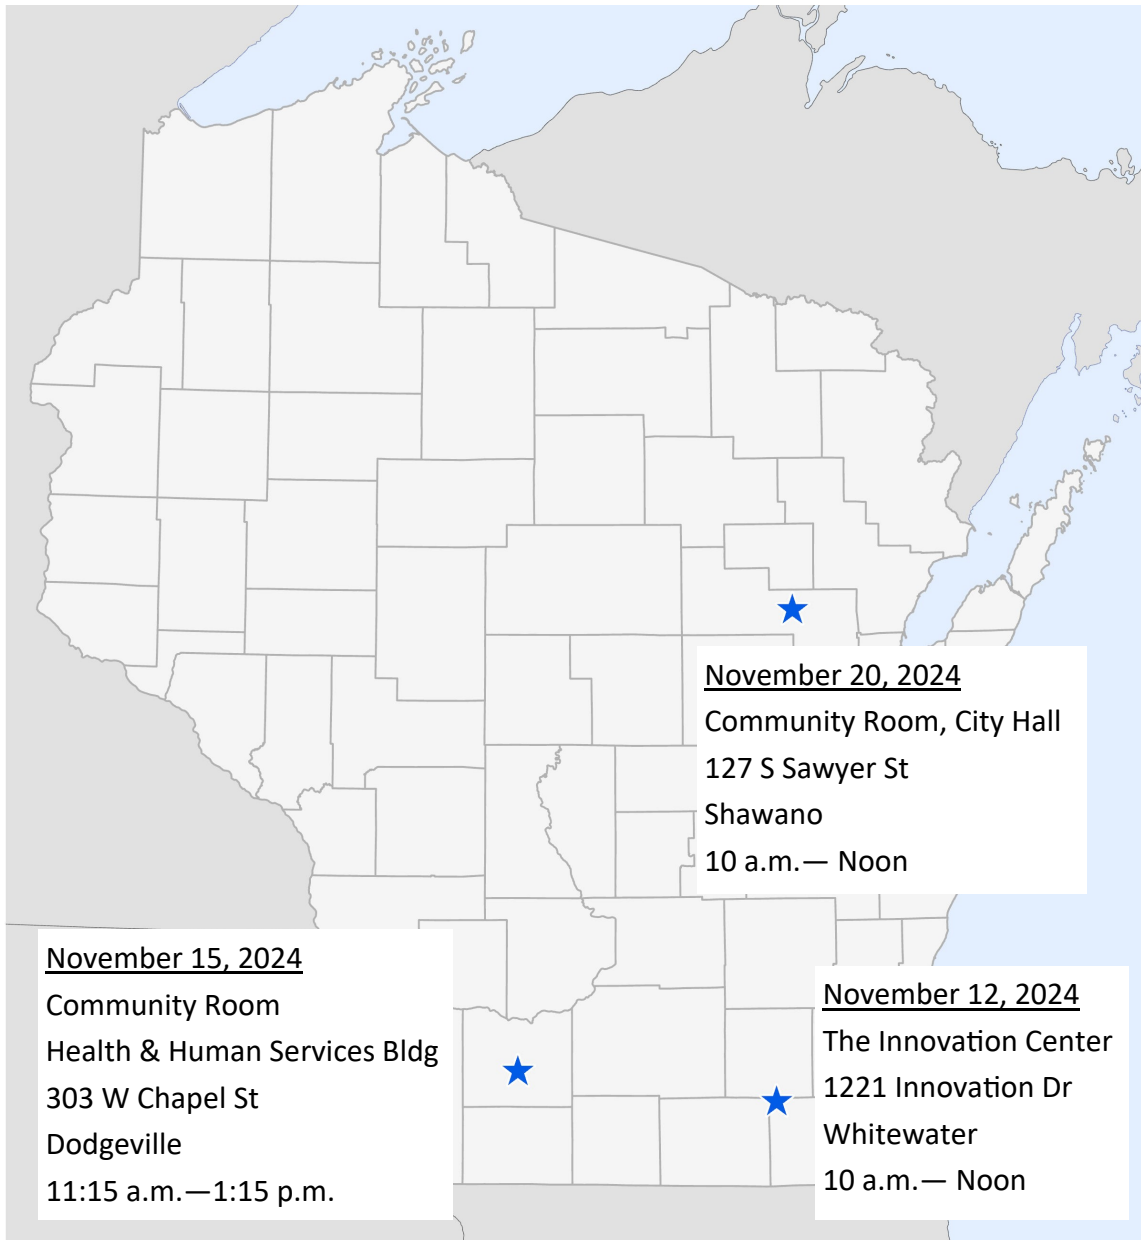 November 20, 2024
Community Room, City Hall
127 S Sawyer St
Shawano
10 a.m.— Noon
November 15, 2024
Community Room
Health & Human Services Bldg
303 W Chapel St
Dodgeville
11:15 a.m.—1:15 p.m.
November 12, 2024
The Innovation Center
1221 Innovation Dr
Whitewater
10 a.m.— Noon